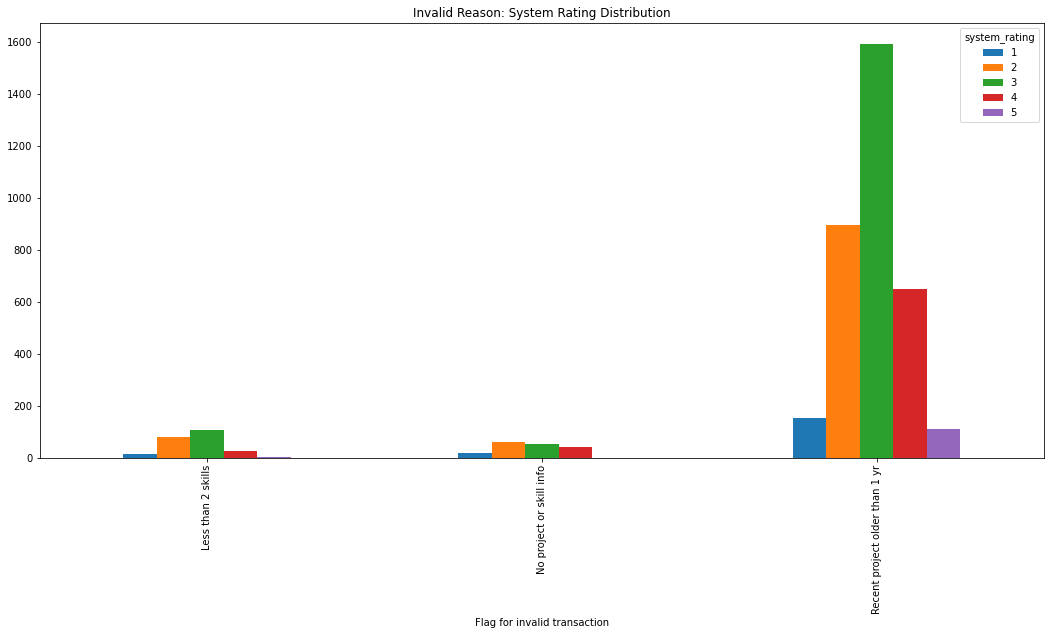 Invalid Reason: System Rating Distribution
system_rating
1
2
3
4
5
1600
1400
1200
1000
800
600
400
200
0
Less than 2 skills
No project or skill info
Recent project older than 1 yr
Flag for invalid transaction